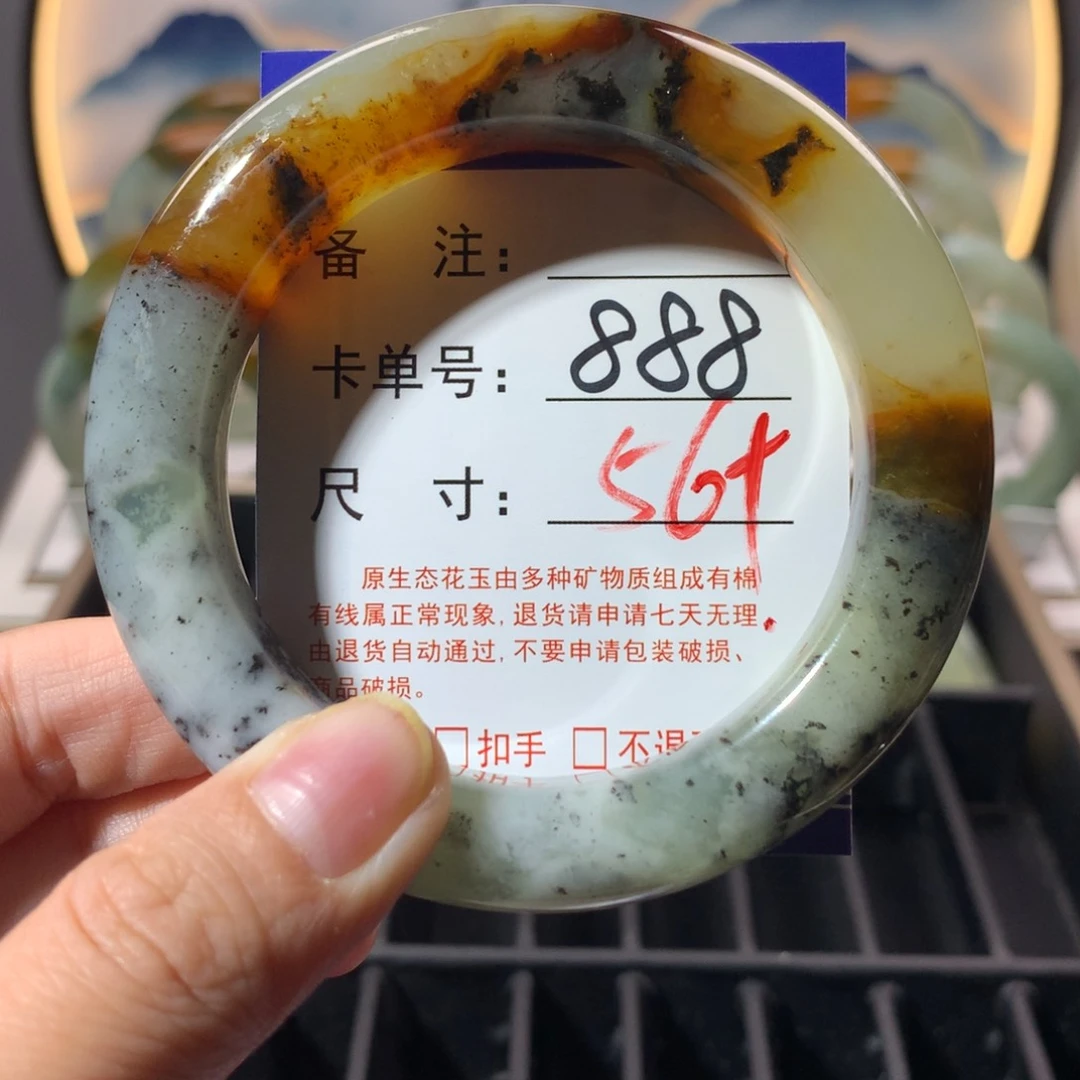 备 注：
卡单号：888
尺 寸：56+
原生态花玉由多种矿物质组成有棉
有线属正常现象，退货请申请七天无理
由退货自动通过，不要申请包装破损、
商品破损。
□扣手 □不退